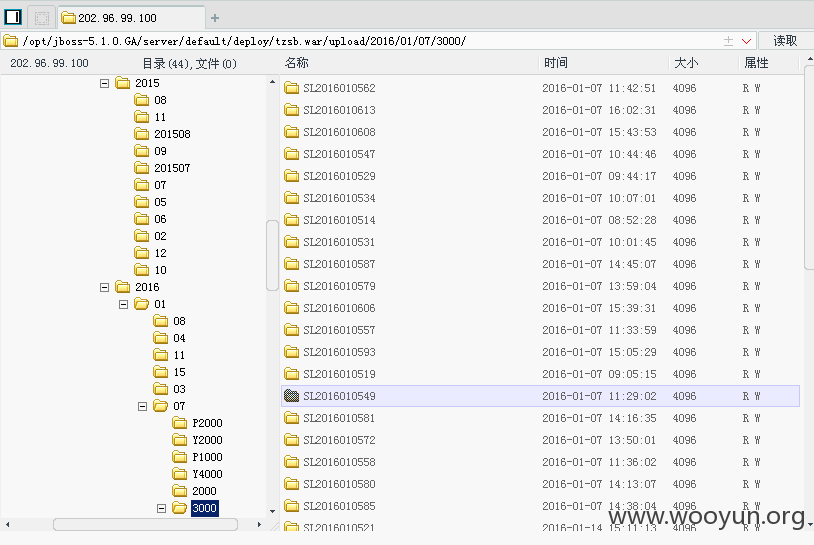 202.96.99.100
/opt/jboss-5.1.0.GA/server/default/deploy/tzsb.war/upload/2016/01/07/3000/
读取
202.96.99.100 目录(44),文件(0)
名称 时间 大小 属性
2015
08
11
201508
09
201507
07
05
06
02
12
10
2016
01
08
04
11
15
03
07
P2000
Y2000
P1000
Y4000
2000
3000
SL2016010562 2016-01-07 11:42:51 4096 R W
SL2016010613 2016-01-07 16:02:31 4096 R W
SL2016010608 2016-01-07 15:43:53 4096 R W
SL2016010547 2016-01-07 10:44:46 4096 R W
SL2016010529 2016-01-07 09:44:17 4096 R W
SL2016010534 2016-01-07 10:07:01 4096 R W
SL2016010514 2016-01-07 08:52:28 4096 R W
SL2016010531 2016-01-07 10:01:45 4096 R W
SL2016010587 2016-01-07 14:45:07 4096 R W
SL2016010579 2016-01-07 13:59:04 4096 R W
SL2016010606 2016-01-07 15:39:31 4096 R W
SL2016010557 2016-01-07 11:33:59 4096 R W
SL2016010593 2016-01-07 15:05:29 4096 R W
SL2016010519 2016-01-07 09:05:15 4096 R W
SL2016010549 2016-01-07 11:29:02 4096 R W
SL2016010581 2016-01-07 14:16:35 4096 R W
SL2016010572 2016-01-07 13:50:01 4096 R W
SL2016010558 2016-01-07 11:36:02 4096 R W
SL2016010580 2016-01-07 14:13:07 4096 R W
SL2016010585 2016-01-07 14:38:04 4096 R W
SL2016010521 2016-01-14 15:11:13 4096 R W
www.wooyun.org